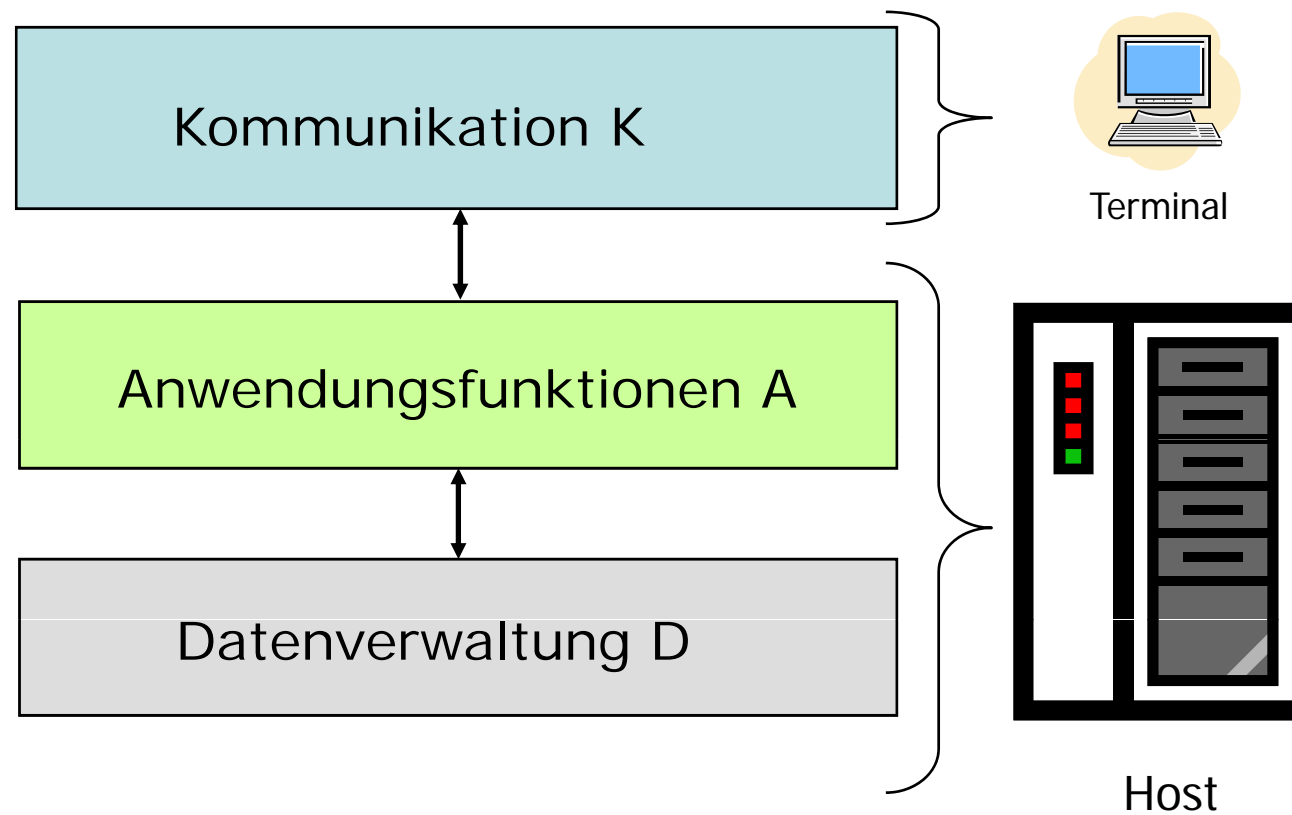 Kommunikation K
Terminal
Anwendungsfunktionen A
Datenverwaltung D
Host